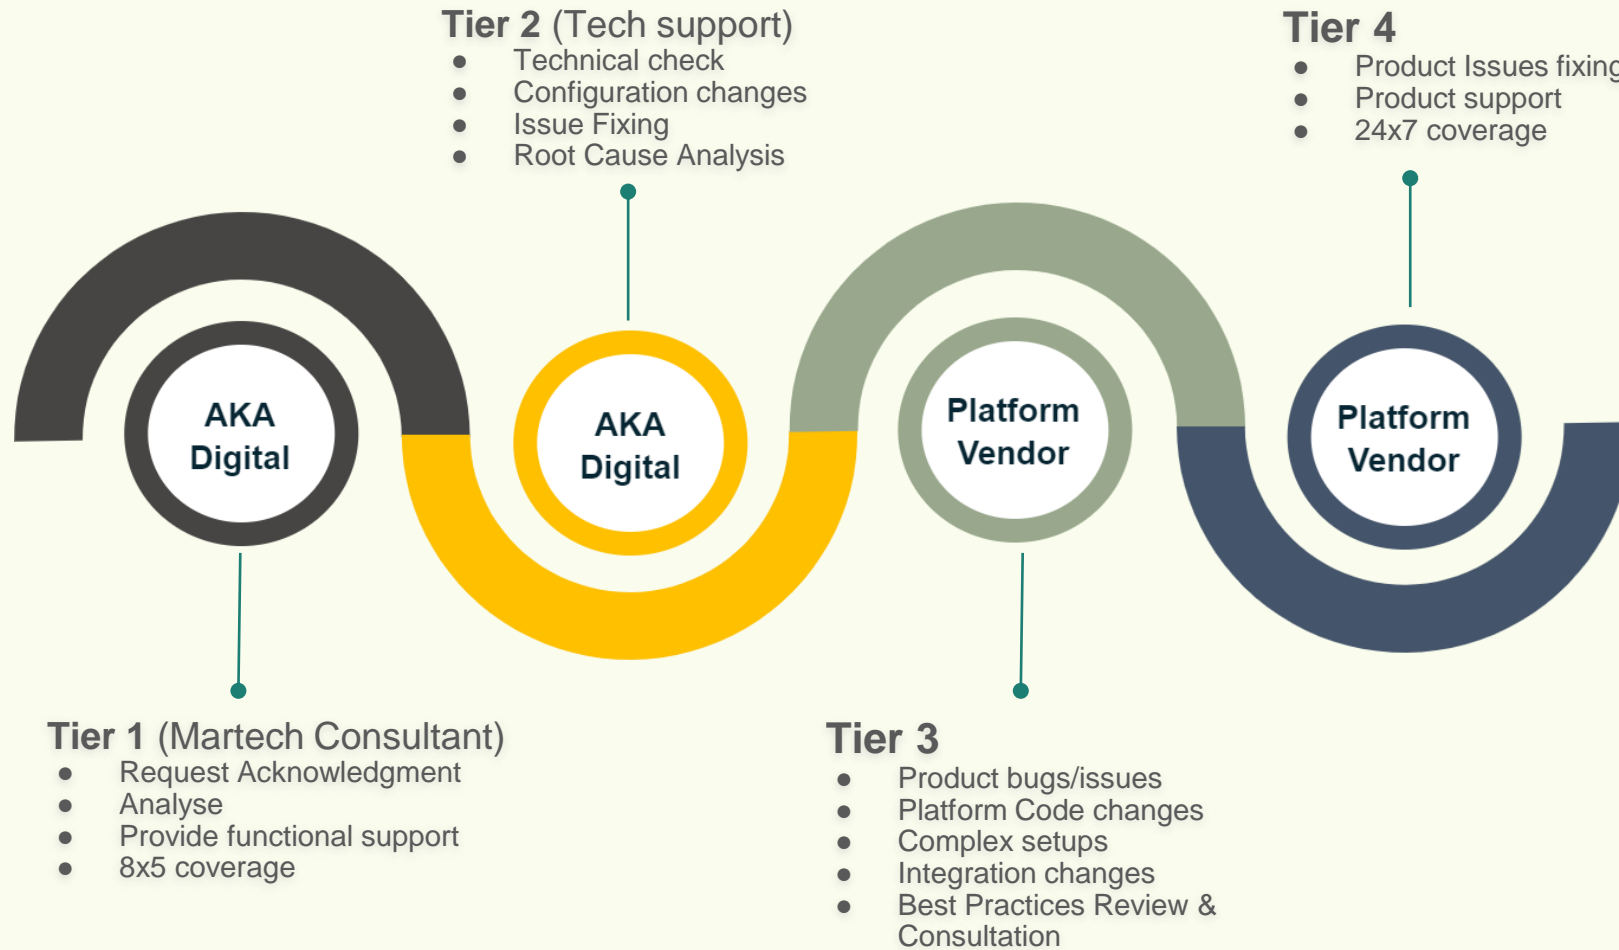 Tier 2 (Tech support)
● Technical check
● Configuration changes
● Issue Fixing
● Root Cause Analysis
Tier 4
● Product Issues fixing
● Product support
● 24x7 coverage
AKA
Digital
AKA
Digital
Platform
Vendor
Platform
Vendor
Tier 1 (Martech Consultant)
● Request Acknowledgment
● Analyse
● Provide functional support
● 8x5 coverage
Tier 3
● Product bugs/issues
● Platform Code changes
● Complex setups
● Integration changes
● Best Practices Review &
Consultation